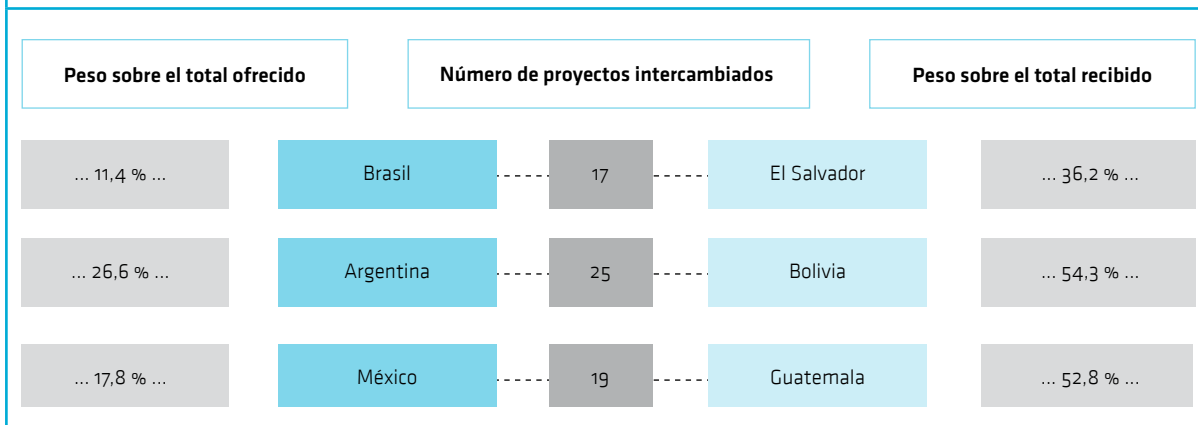 Peso sobre el total ofrecido Número de proyectos intercambiados Peso sobre el total recibido
... 11,4 % ... Brasil 17 El Salvador ... 36,2 % ...
... 26,6 % ... Argentina 25 Bolivia ... 54,3 % ...
... 17,8 % ... México 19 Guatemala ... 52,8 % ...